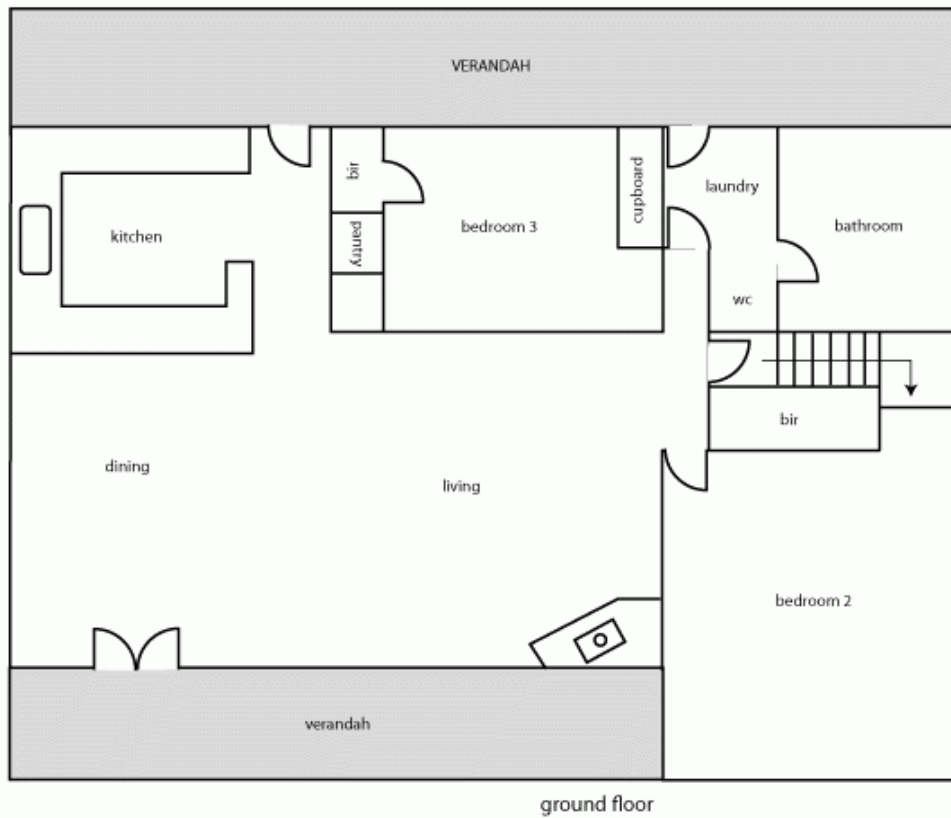 VERANDAH
bir
cupboard
laundry
pantry
bedroom 3
bathroom
kitchen
wc
bir
dining
living
bedroom 2
verandah
ground floor